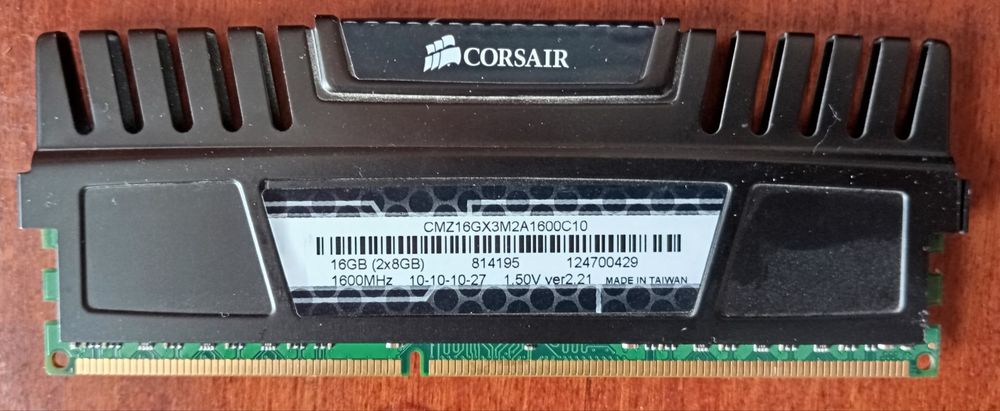 CORSAIR
CMZ16GX3M2A1600C10
16GB (2x8GB) 814195 124700429
1600MHz 10-10-10-27 1.50V ver2.21 MADE IN TAIWAN